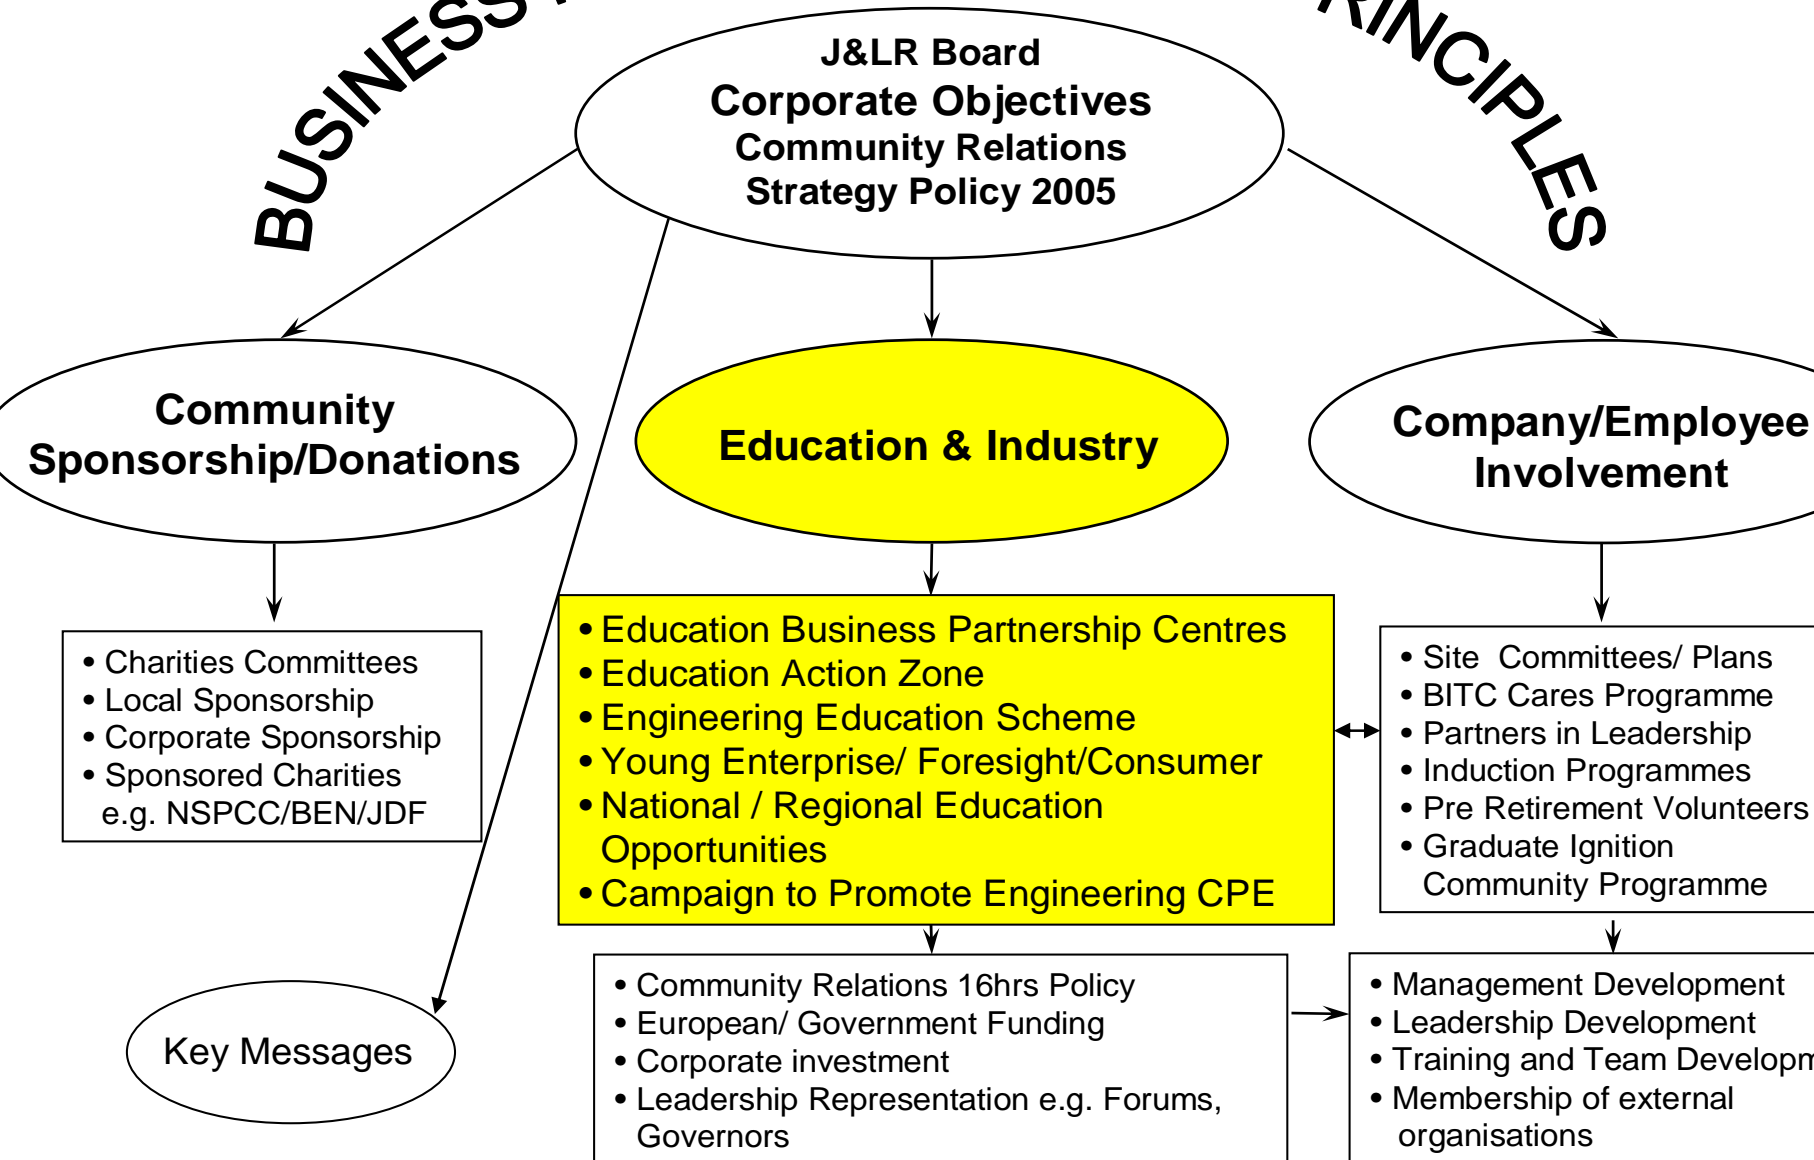 BUSINESS
PRINCIPLES
J&LR Board
Corporate Objectives
Community Relations
Strategy Policy 2005
Community
Sponsorship/Donations
Education & Industry
Company/Employee
Involvement
• Charities Committees
• Local Sponsorship
• Corporate Sponsorship
• Sponsored Charities
e.g. NSPCC/BEN/JDF
• Education Business Partnership Centres
• Education Action Zone
• Engineering Education Scheme
• Young Enterprise/ Foresight/Consumer
• National / Regional Education
Opportunities
• Campaign to Promote Engineering CPE
• Site Committees/ Plans
• BITC Cares Programme
• Partners in Leadership
• Induction Programmes
• Pre Retirement Volunteers
• Graduate Ignition
Community Programme
Key Messages
• Community Relations 16hrs Policy
• European/ Government Funding
• Corporate investment
• Leadership Representation e.g. Forums,
Governors
• Management Development
• Leadership Development
• Training and Team
• Membership of external
organisations